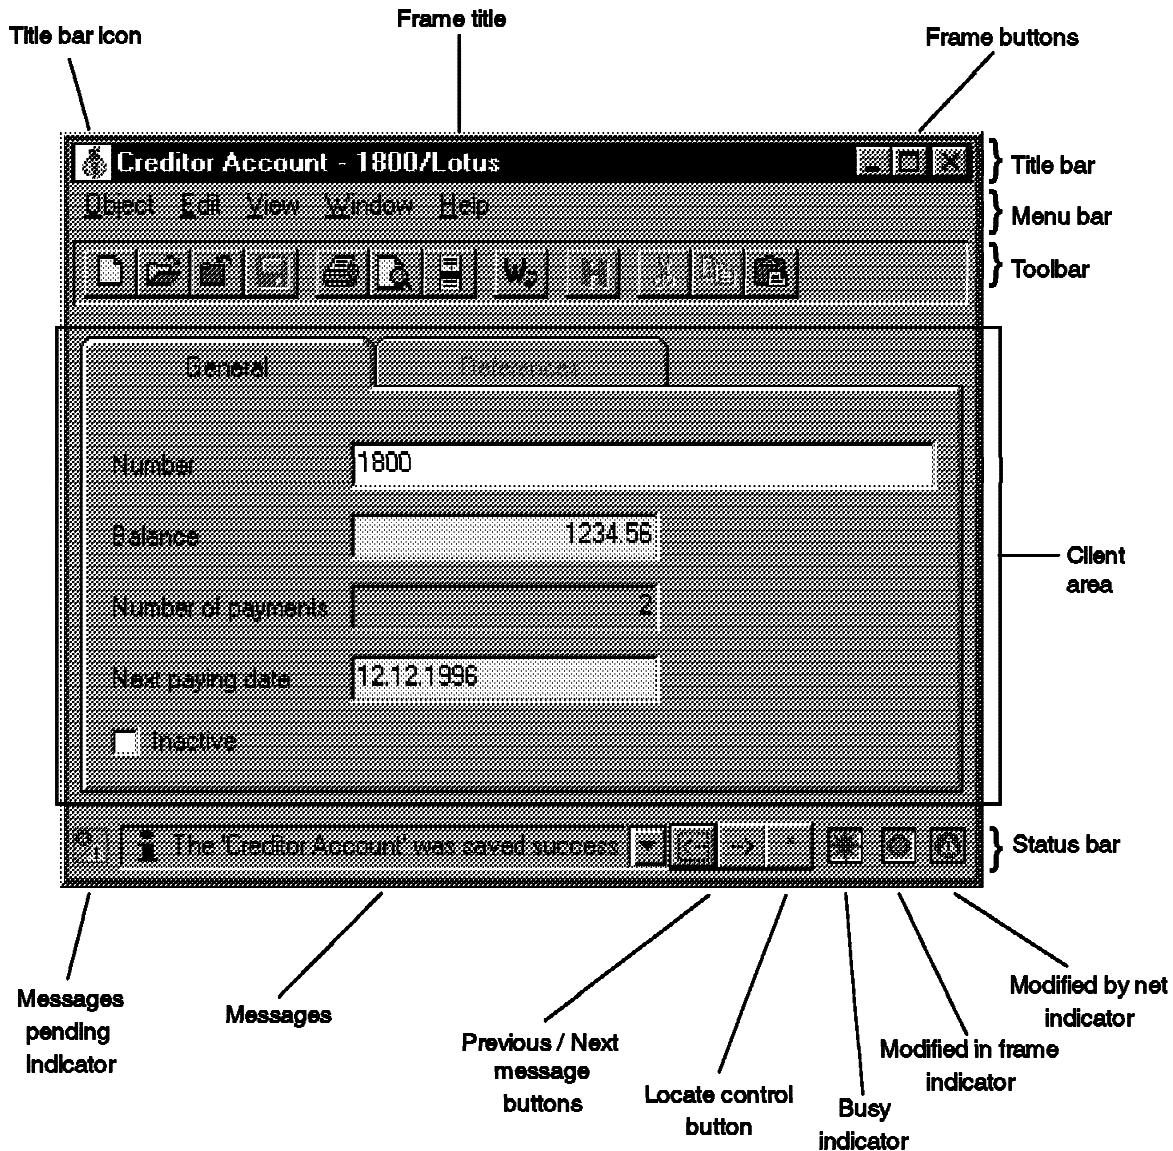 Title bar icon
Frame title
Frame buttons
Creditor Account - 1800/Lotus
Title bar
Object Edit View Window Help
Menu bar
Toolbar
General References
Number 1800
Balance 1234.56
Client
area
Number of payments 2
Next paying date 12.12.1996
Inactive
The 'Creditor Account' was saved success
Status bar
Messages
pending
indicator
Messages
Previous / Next
message
buttons
Locate control
button
Busy
indicator
Modified in frame
indicator
Modified by net
indicator